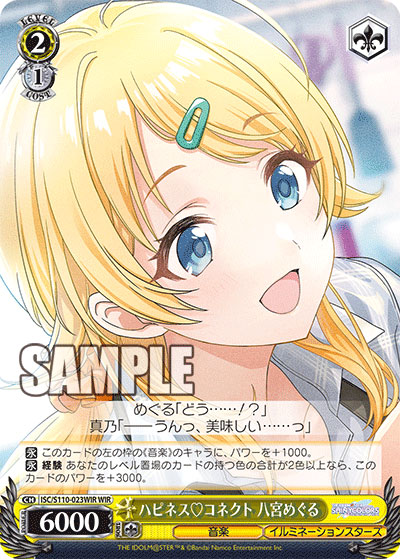 LEVEL
2
1
COST
SAMPLE
めぐる「どう……!?」
真乃「――うんっ、美味しい……っ」
永 このカードの左の枠の《音楽》のキャラに、パワーを+1000。
永 経験 あなたのレベル置場のカードの持つ色の合計が2色以上なら、このカードのパワーを+3000。
CH ISC/S110-023WIR WIR
ハピネス♡コネクト 八宮めぐる
SHINYCOLORS
POWER 6000
音楽
イルミネーションスターズ
THE IDOLM@STER™&©Bandai Namco Entertainment Inc.